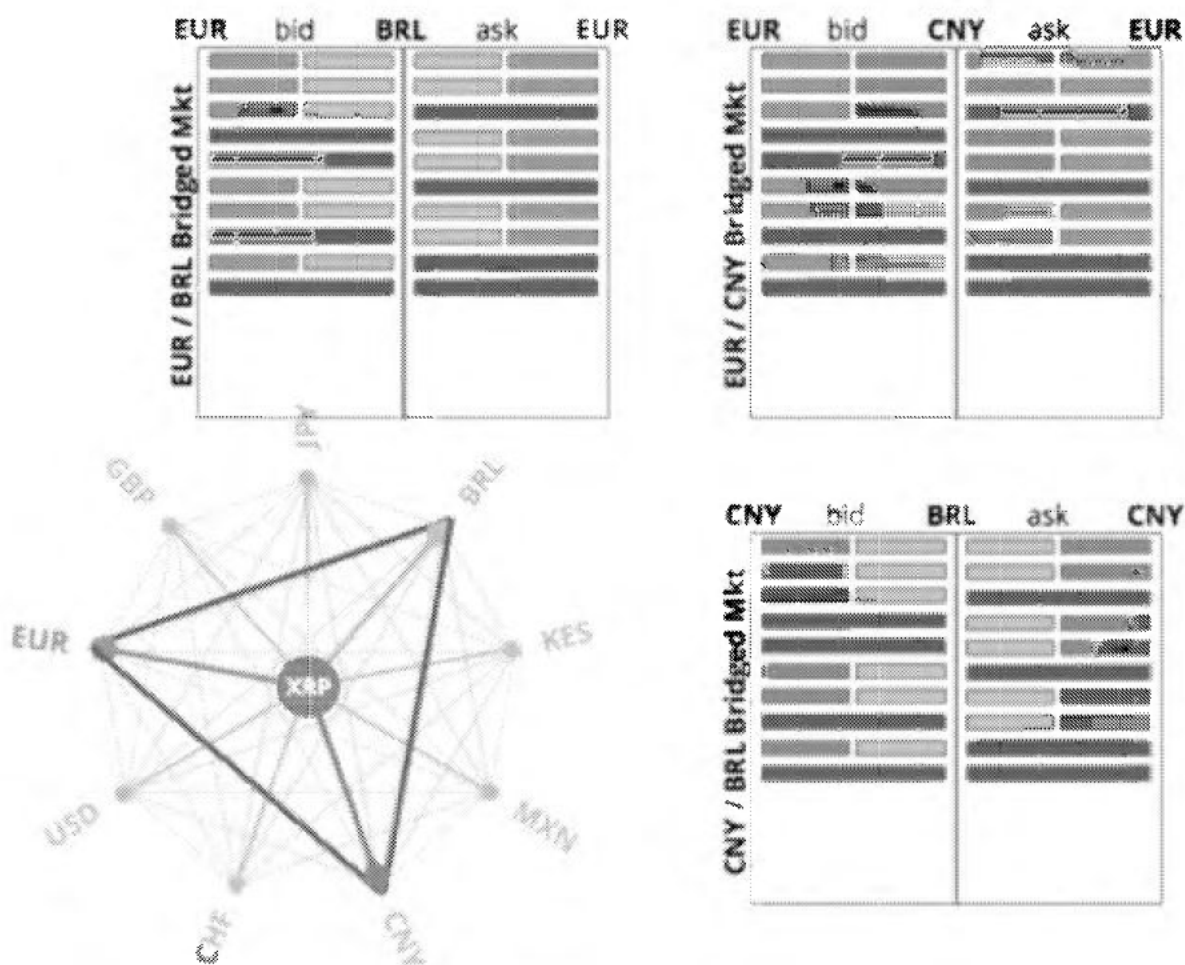 EUR bid BRL ask EUR
EUR / BRL Bridged Mkt
EUR bid CNY ask EUR
EUR / CNY Bridged Mkt
JPY
GBP
BRL
EUR
XRP
KES
USD
MXN
CHF
CNY
CNY bid BRL ask CNY
CNY / BRL Bridged Mkt